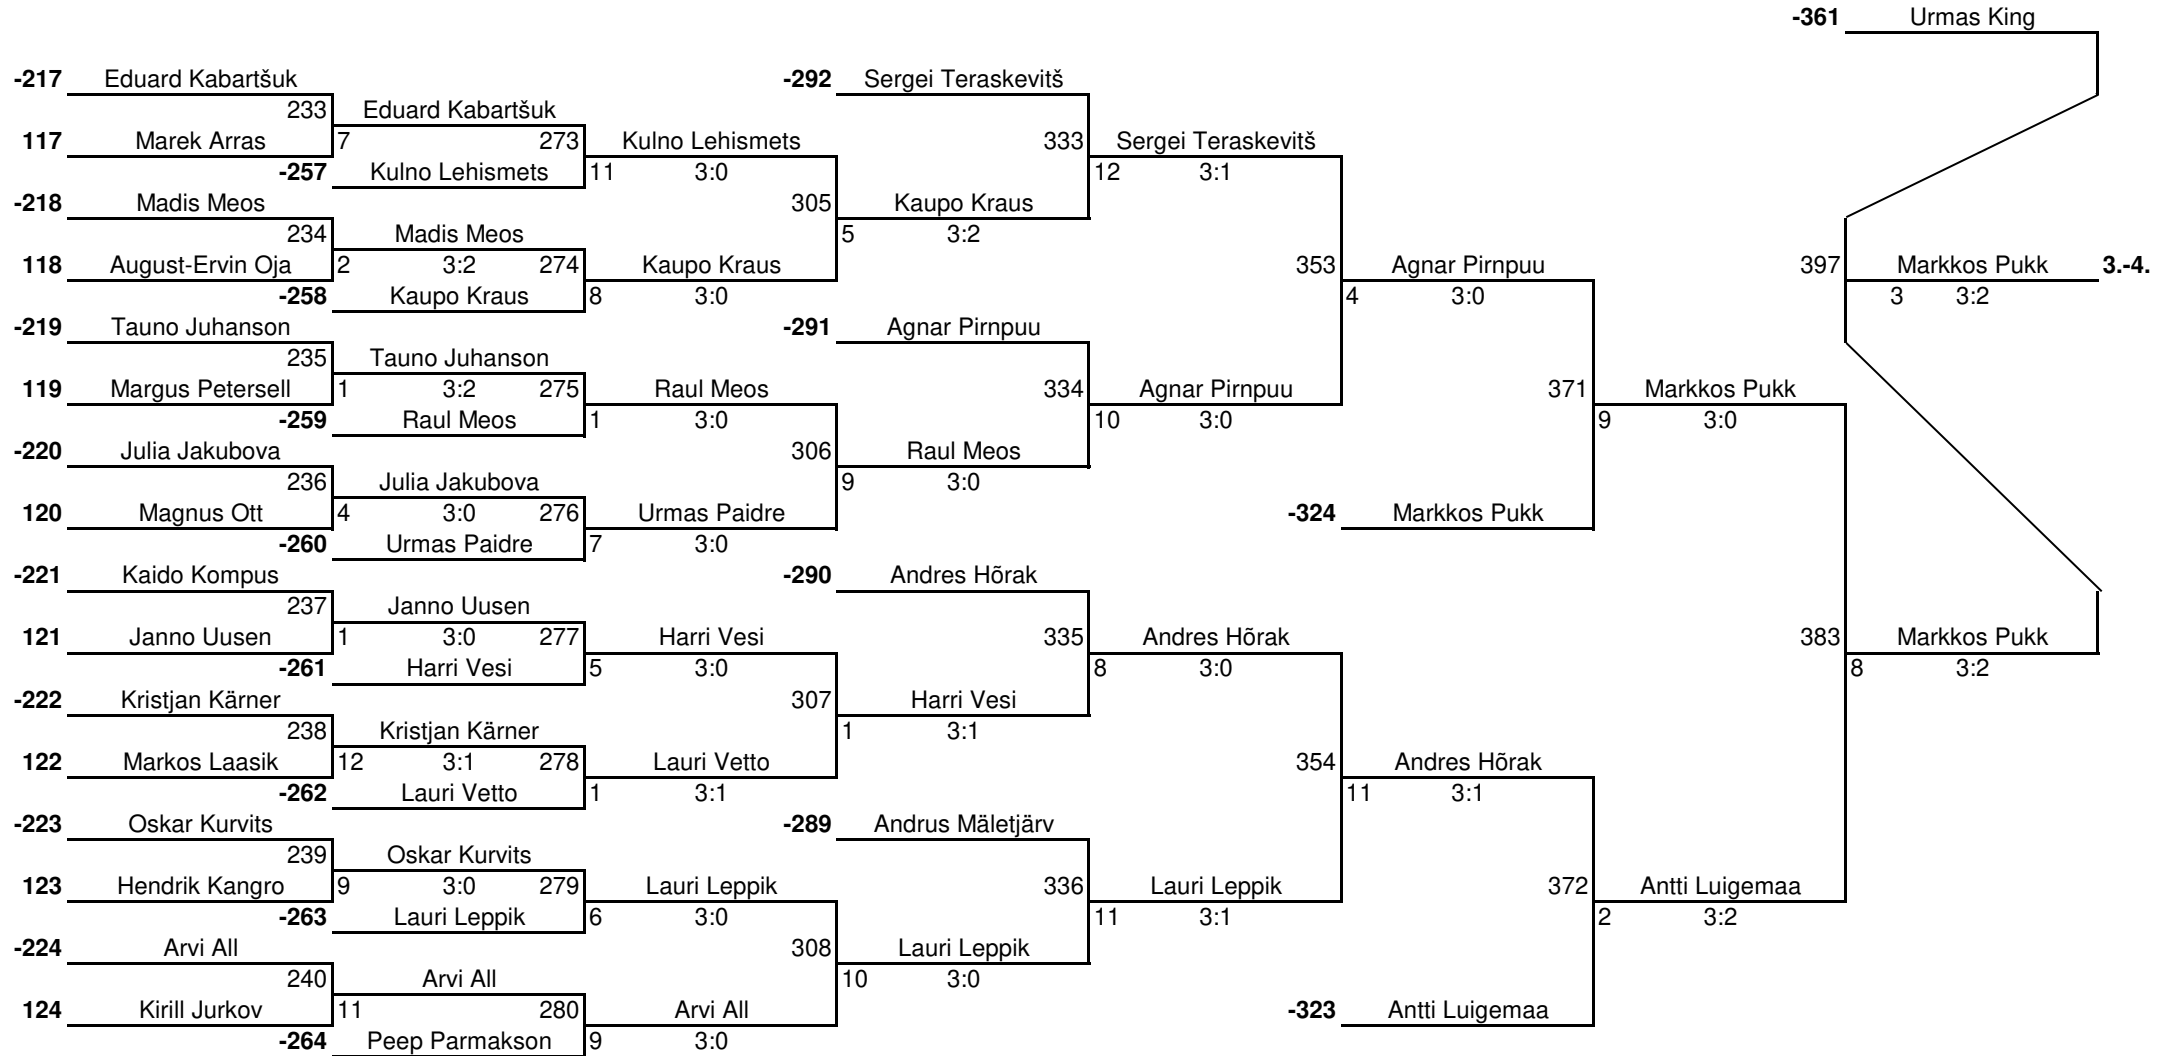 -361 Urmas King
-217 Eduard Kabartšuk -292 Sergei Teraskevitš
233 Eduard Kabartšuk
117 Marek Arras 7 273 Kulno Lehismets 333 Sergei Teraskevitš
-257 Kulno Lehismets 11 3:0 12 3:1
-218 Madis Meos 305 Kaupo Kraus
234 Madis Meos 5 3:2
118 August-Ervin Oja 2 3:2 274 Kaupo Kraus 353 Agnar Pirnpuu 397 Markkos Pukk 3.-4.
-258 Kaupo Kraus 8 3:0 4 3:0 3 3:2
-219 Tauno Juhanson -291 Agnar Pirnpuu
235 Tauno Juhanson
119 Margus Petersell 1 3:2 275 Raul Meos 334 Agnar Pirnpuu 371 Markkos Pukk
-259 Raul Meos 1 3:0 10 3:0 9 3:0
-220 Julia Jakubova 306 Raul Meos
236 Julia Jakubova 9 3:0
120 Magnus Ott 4 3:0 276 Urmas Paidre -324 Markkos Pukk
-260 Urmas Paidre 7 3:0
-221 Kaido Kompus -290 Andres Hõrak
237 Janno Uusen
121 Janno Uusen 1 3:0 277 Harri Vesi 335 Andres Hõrak 383 Markkos Pukk
-261 Harri Vesi 5 3:0 8 3:0 8 3:2
-222 Kristjan Kärner 307 Harri Vesi
238 Kristjan Kärner 1 3:1
122 Markos Laasik 12 3:1 278 Lauri Vetto 354 Andres Hõrak
-262 Lauri Vetto 1 3:1 11 3:1
-223 Oskar Kurvits -289 Andrus Mäletjärv
239 Oskar Kurvits
123 Hendrik Kangro 9 3:0 279 Lauri Leppik 336 Lauri Leppik 372 Antti Luigemaa
-263 Lauri Leppik 6 3:0 11 3:1 2 3:2
-224 Arvi All 308 Lauri Leppik
240 Arvi All 10 3:0
124 Kirill Jurkov 11 280 Arvi All -323 Antti Luigemaa
-264 Peep Parmakson 9 3:0